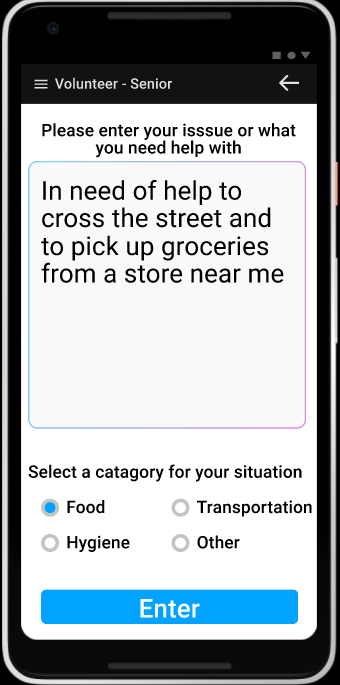 Volunteer - Senior
Please enter your isssue or what
you need help with
In need of help to
cross the street and
to pick up groceries
from a store near me
Select a catagory for your situation
Food
Transportation
Hygiene
Other
Enter